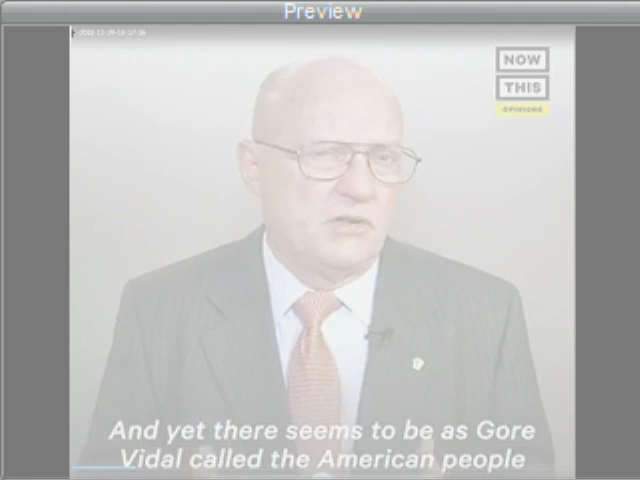 Preview
NOW
THIS
OPINIONS
And yet there seems to be as Gore
Vidal called the American people